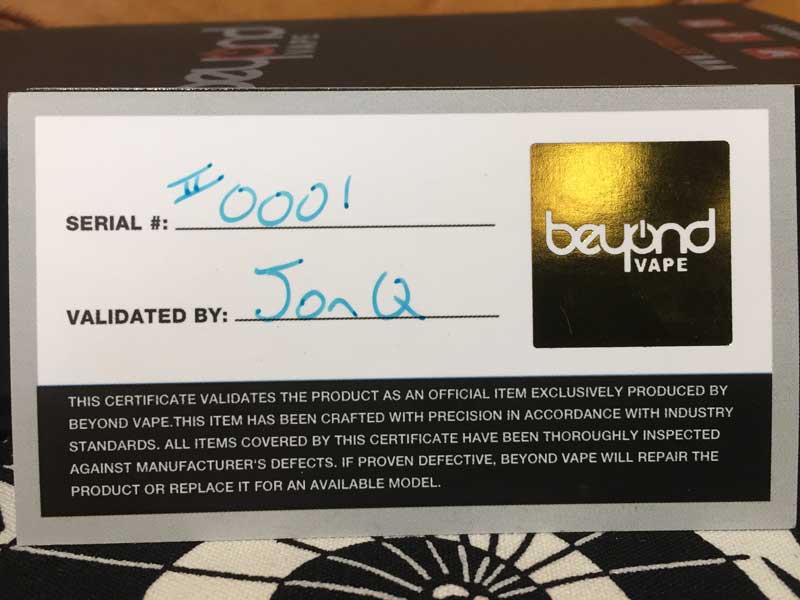 beyond
VAPE
SERIAL #: #0001
beyond
VAPE
VALIDATED BY: Jon Q
THIS CERTIFICATE VALIDATES THE PRODUCT AS AN OFFICIAL ITEM EXCLUSIVELY PRODUCED BY
BEYOND VAPE.THIS ITEM HAS BEEN CRAFTED WITH PRECISION IN ACCORDANCE WITH INDUSTRY
STANDARDS. ALL ITEMS COVERED BY THIS CERTIFICATE HAVE BEEN THOROUGHLY INSPECTED
AGAINST MANUFACTURER'S DEFECTS. IF PROVEN DEFECTIVE, BEYOND VAPE WILL REPAIR THE
PRODUCT OR REPLACE IT FOR AN AVAILABLE MODEL.